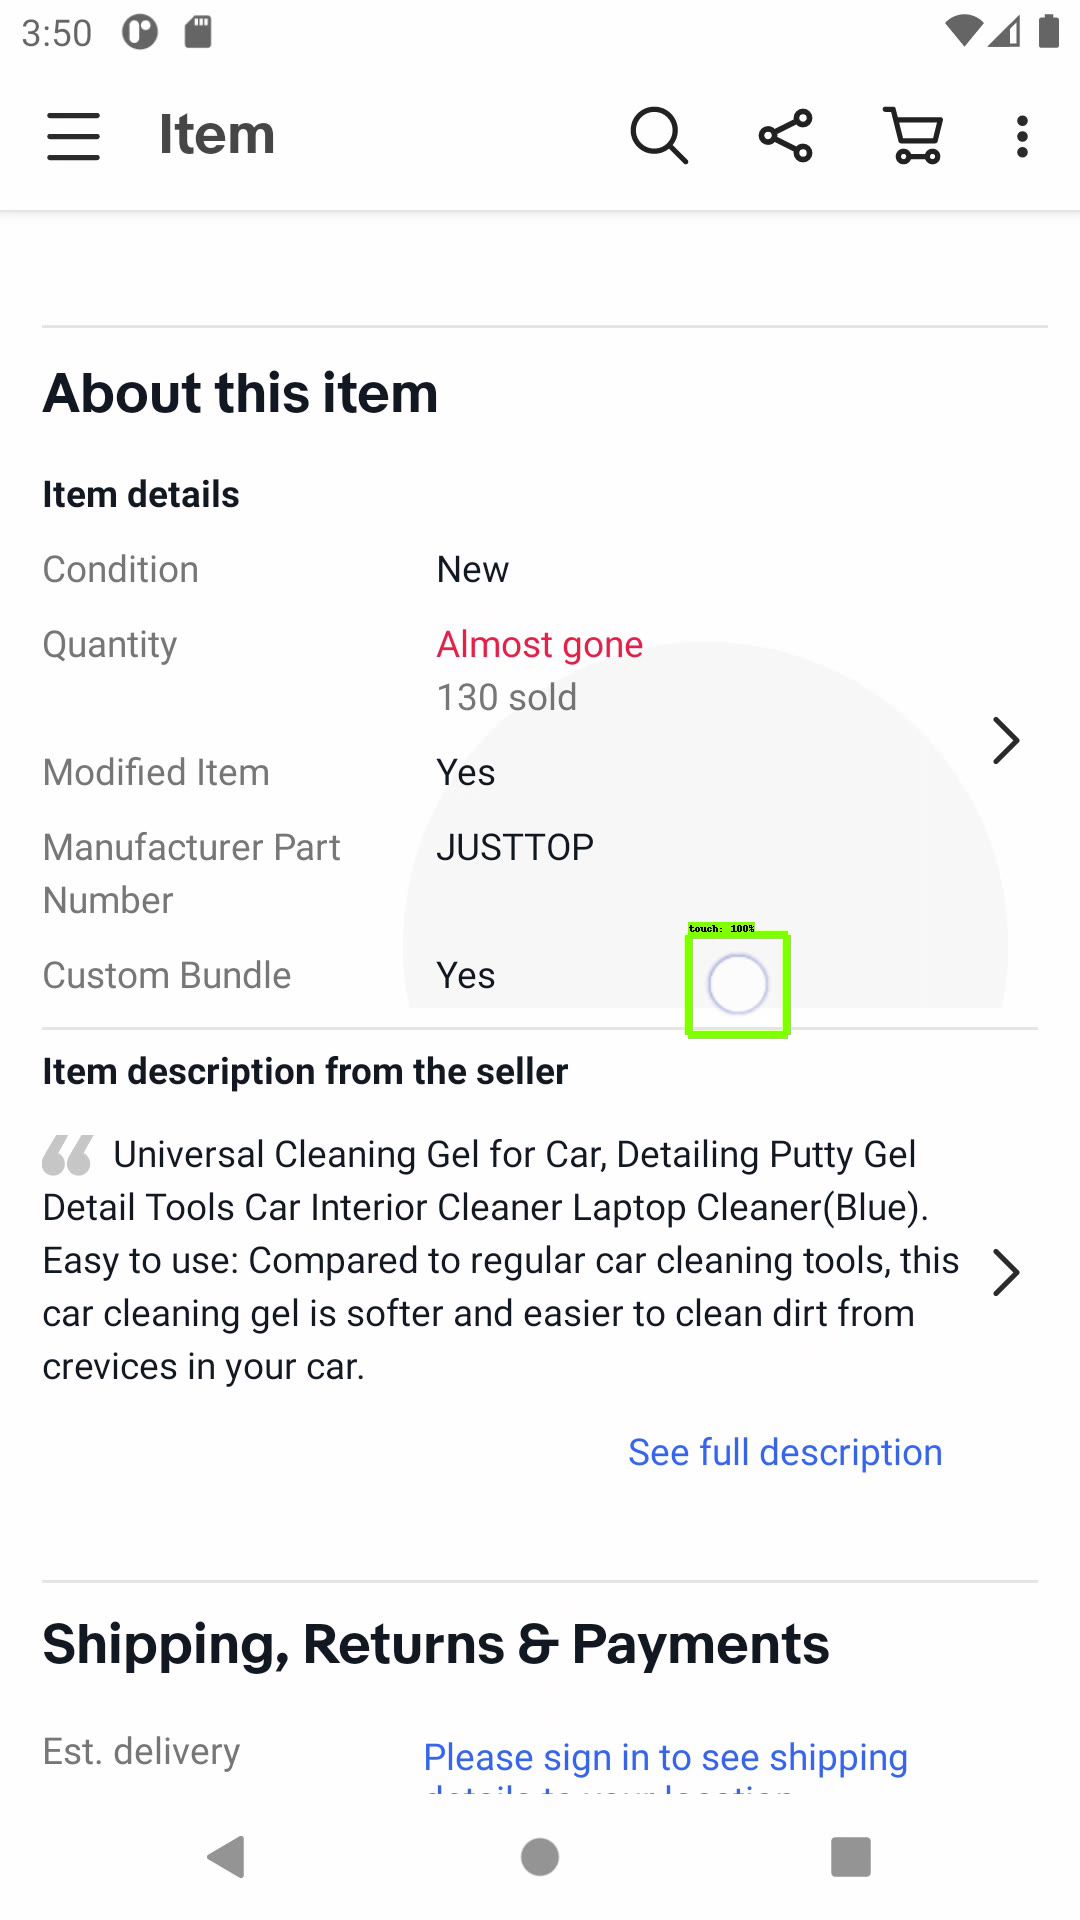 3:50
Item
About this item
Item details
Condition New
Quantity Almost gone
130 sold
Modified Item Yes
Manufacturer Part JUSTTOP
Number
touch: 100%
Custom Bundle Yes
Item description from the seller
Universal Cleaning Gel for Car, Detailing Putty Gel
Detail Tools Car Interior Cleaner Laptop Cleaner(Blue).
Easy to use: Compared to regular car cleaning tools, this
car cleaning gel is softer and easier to clean dirt from
crevices in your car.
See full description
Shipping, Returns & Payments
Est. delivery Please sign in to see shipping
details to your location